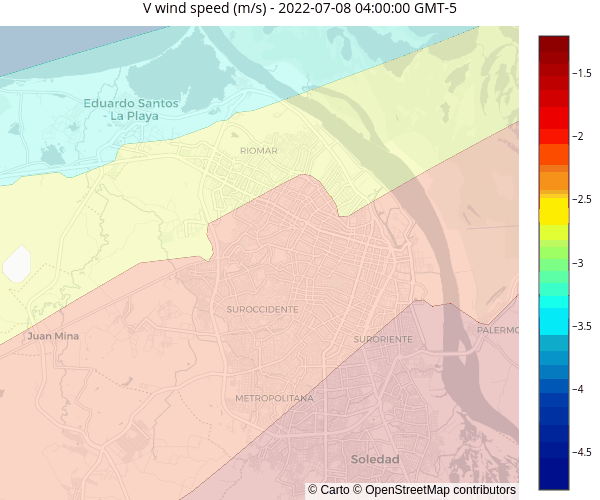 V wind speed (m/s) - 2022-07-08 04:00:00 GMT-5
−1.5
−2
−2.5
−3
−3.5
−4
−4.5
Eduardo Santos
- La Playa
RIOMAR
SUROCCIDENTE
Juan Mina
SURORIENTE
PALERMO
METROPOLITANA
Soledad
© Carto © OpenStreetMap contributors